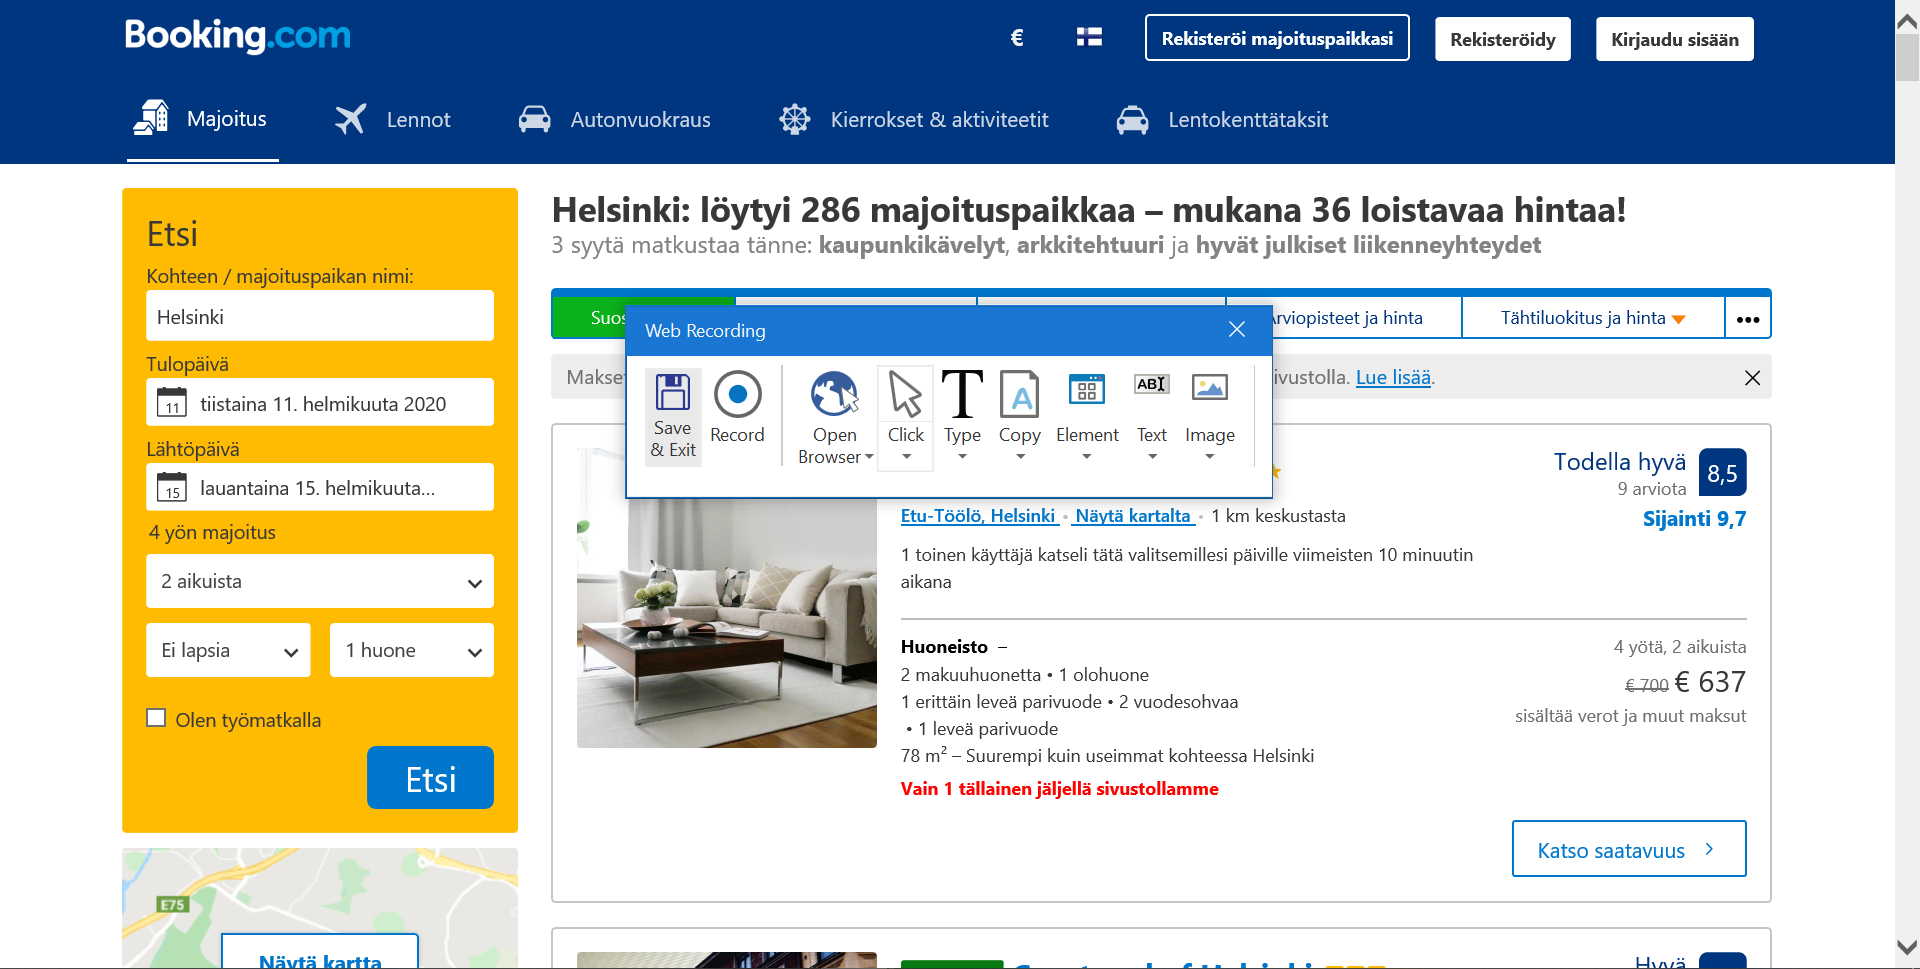 Booking.com
€
Rekisteröi majoituspaikkasi
Rekisteröidy
Kirjaudu sisään
Majoitus
Lennot
Autonvuokraus
Kierrokset & aktiviteetit
Lentokenttätaksit
Etsi
Kohteen / majoituspaikan nimi:
Helsinki
Tulopäivä
11
tiistaina 11. helmikuuta 2020
Lähtöpäivä
15
lauantaina 15. helmikuuta...
4 yön majoitus
2 aikuista
Ei lapsia
1 huone
Olen työmatkalla
Etsi
E75
Näytä kartta
Helsinki: löytyi 286 majoituspaikkaa – mukana 36 loistavaa hintaa!
3 syytä matkustaa tänne: kaupunkikävelyt, arkkitehtuuri ja hyvät julkiset liikenneyhteydet
Arviopisteet ja hinta
Tähtiluokitus ja hinta
•••
Lue lisää.
Web Recording
Save & Exit
Record
Open Browser
Click
Type
Copy
Element
Text
Image
Todella hyvä
8,5
9 arviota
Sijainti 9,7
Etu-Töölö, Helsinki • Näytä kartalta • 1 km keskustasta
1 toinen käyttäjä katseli tätä valitsemillesi päiville viimeisten 10 minuutin
aikana
Huoneisto –
2 makuuhuonetta • 1 olohuone
1 erittäin leveä parivuode • 2 vuodesohvaa
• 1 leveä parivuode
78 m² – Suurempi kuin useimmat kohteessa Helsinki
Vain 1 tällainen jäljellä sivustollamme
4 yötä, 2 aikuista
€ 700 € 637
sisältää verot ja muut maksut
Katso saatavuus
Hyvä